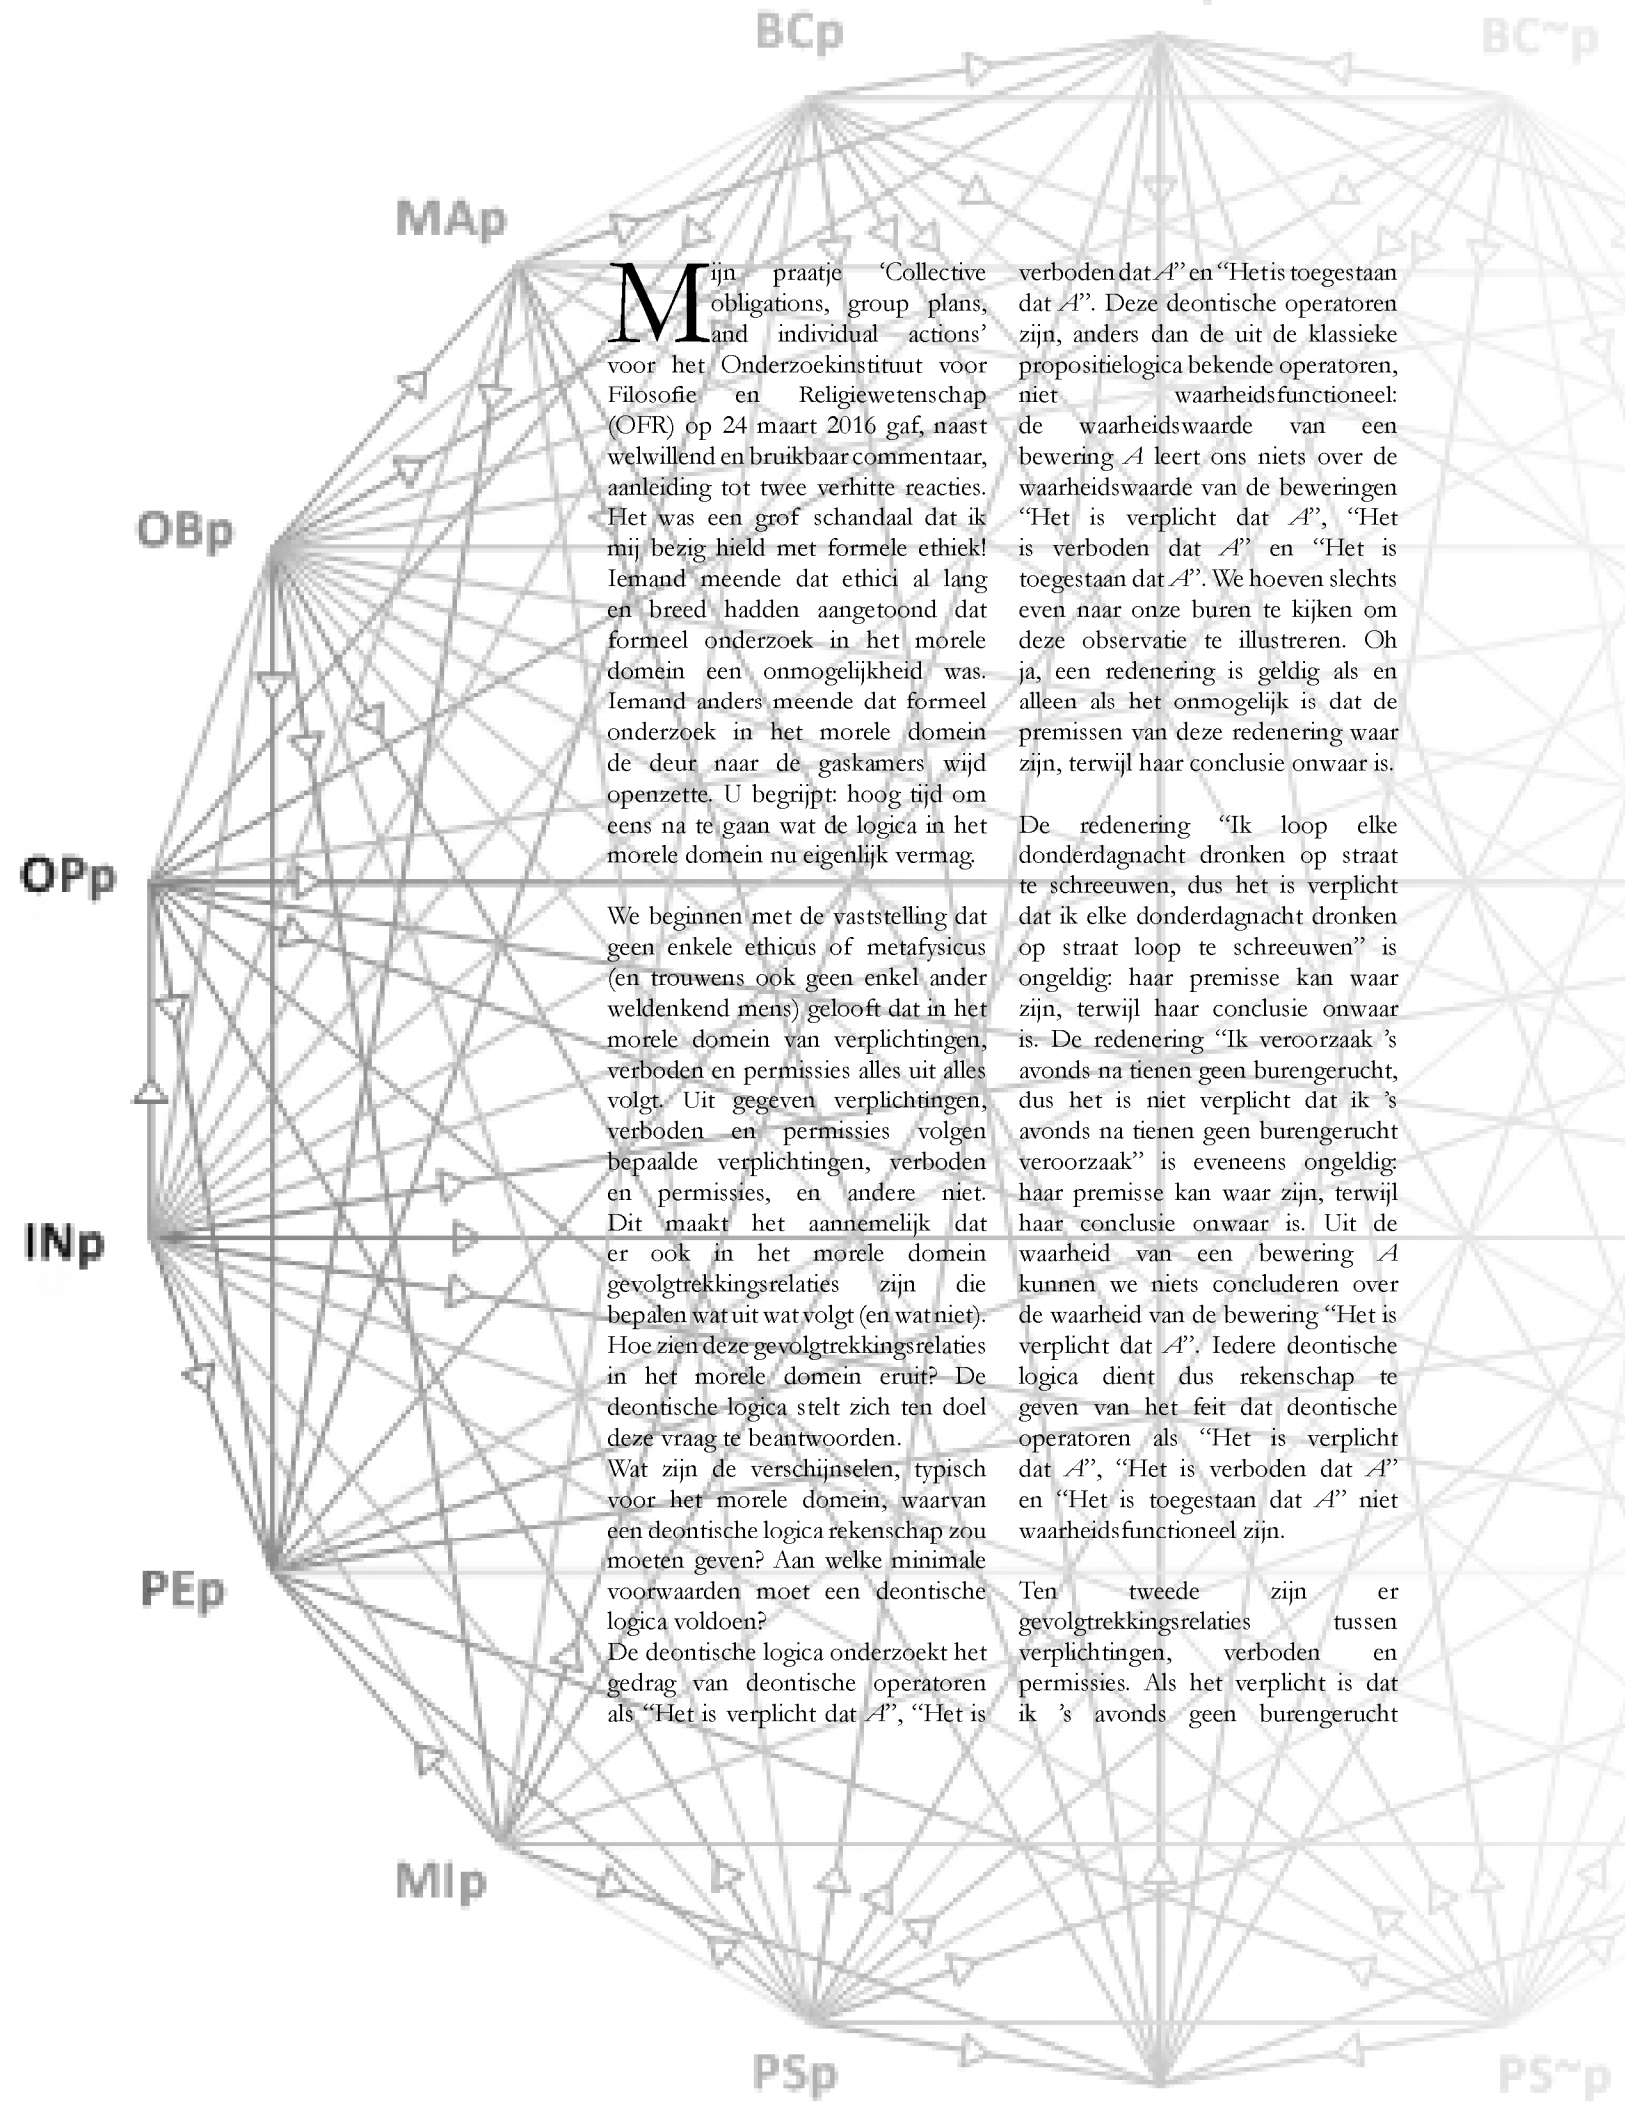 BCp
BC~p
MAp
OBp
OPp
INp
PEp
MIp
PSp
PS~p
Mijn praatje ‘Collective
obligations, group plans,
and individual actions’
voor het Onderzoekinstituut voor
Filosofie en Religiewetenschap
(OFR) op 24 maart 2016 gaf, naast
welwillend en bruikbaar commentaar,
aanleiding tot twee verhitte reacties.
Het was een grof schandaal dat ik
mij bezig hield met formele ethiek!
Iemand meende dat ethici al lang
en breed hadden aangetoond dat
formeel onderzoek in het morele
domein een onmogelijkheid was.
Iemand anders meende dat formeel
onderzoek in het morele domein
de deur naar de gaskamers wijd
openzette. U begrijpt: hoog tijd om
eens na te gaan wat de logica in het
morele domein nu eigenlijk vermag.
We beginnen met de vaststelling dat
geen enkele ethicus of metafysicus
(en trouwens ook geen enkel ander
weldenkend mens) gelooft dat in het
morele domein van verplichtingen,
verboden en permissies alles uit alles
volgt. Uit gegeven verplichtingen,
verboden en permissies volgen
bepaalde verplichtingen, verboden
en permissies, en andere niet.
Dit maakt het aannemelijk dat
er ook in het morele domein
gevolgtrekkingsrelaties zijn die
bepalen wat uit wat volgt (en wat niet).
Hoe zien deze gevolgtrekkingsrelaties
in het morele domein eruit? De
deontische logica stelt zich ten doel
deze vraag te beantwoorden.
Wat zijn de verschijnselen, typisch
voor het morele domein, waarvan
een deontische logica rekenschap zou
moeten geven? Aan welke minimale
voorwaarden moet een deontische
logica voldoen?
De deontische logica onderzoekt het
gedrag van deontische operatoren
als “Het is verplicht dat A”, “Het is
verboden dat A” en “Het is toegestaan
dat A”. Deze deontische operatoren
zijn, anders dan de uit de klassieke
propositielogica bekende operatoren,
niet waarheidsfunctioneel:
de waarheidswaarde van een
bewering A leert ons niets over de
waarheidswaarde van de beweringen
“Het is verplicht dat A”, “Het
is verboden dat A” en “Het is
toegestaan dat A”. We hoeven slechts
even naar onze buren te kijken om
deze observatie te illustreren. Oh
ja, een redenering is geldig als en
alleen als het onmogelijk is dat de
premissen van deze redenering waar
zijn, terwijl haar conclusie onwaar is.
De redenering “Ik loop elke
donderdagnacht dronken op straat
te schreeuwen, dus het is verplicht
dat ik elke donderdagnacht dronken
op straat loop te schreeuwen” is
ongeldig: haar premisse kan waar
zijn, terwijl haar conclusie onwaar
is. De redenering “Ik veroorzaak ’s
avonds na tienen geen burengerucht,
dus het is niet verplicht dat ik ’s
avonds na tienen geen burengerucht
veroorzaak” is eveneens ongeldig:
haar premisse kan waar zijn, terwijl
haar conclusie onwaar is. Uit de
waarheid van een bewering A
kunnen we niets concluderen over
de waarheid van de bewering “Het is
verplicht dat A”. Iedere deontische
logica dient dus rekenschap te
geven van het feit dat deontische
operatoren als “Het is verplicht
dat A”, “Het is verboden dat A”
en “Het is toegestaan dat A” niet
waarheidsfunctioneel zijn.
Ten tweede zijn er
gevolgtrekkingsrelaties tussen
verplichtingen, verboden en
permissies. Als het verplicht is dat
ik ’s avonds geen burengerucht